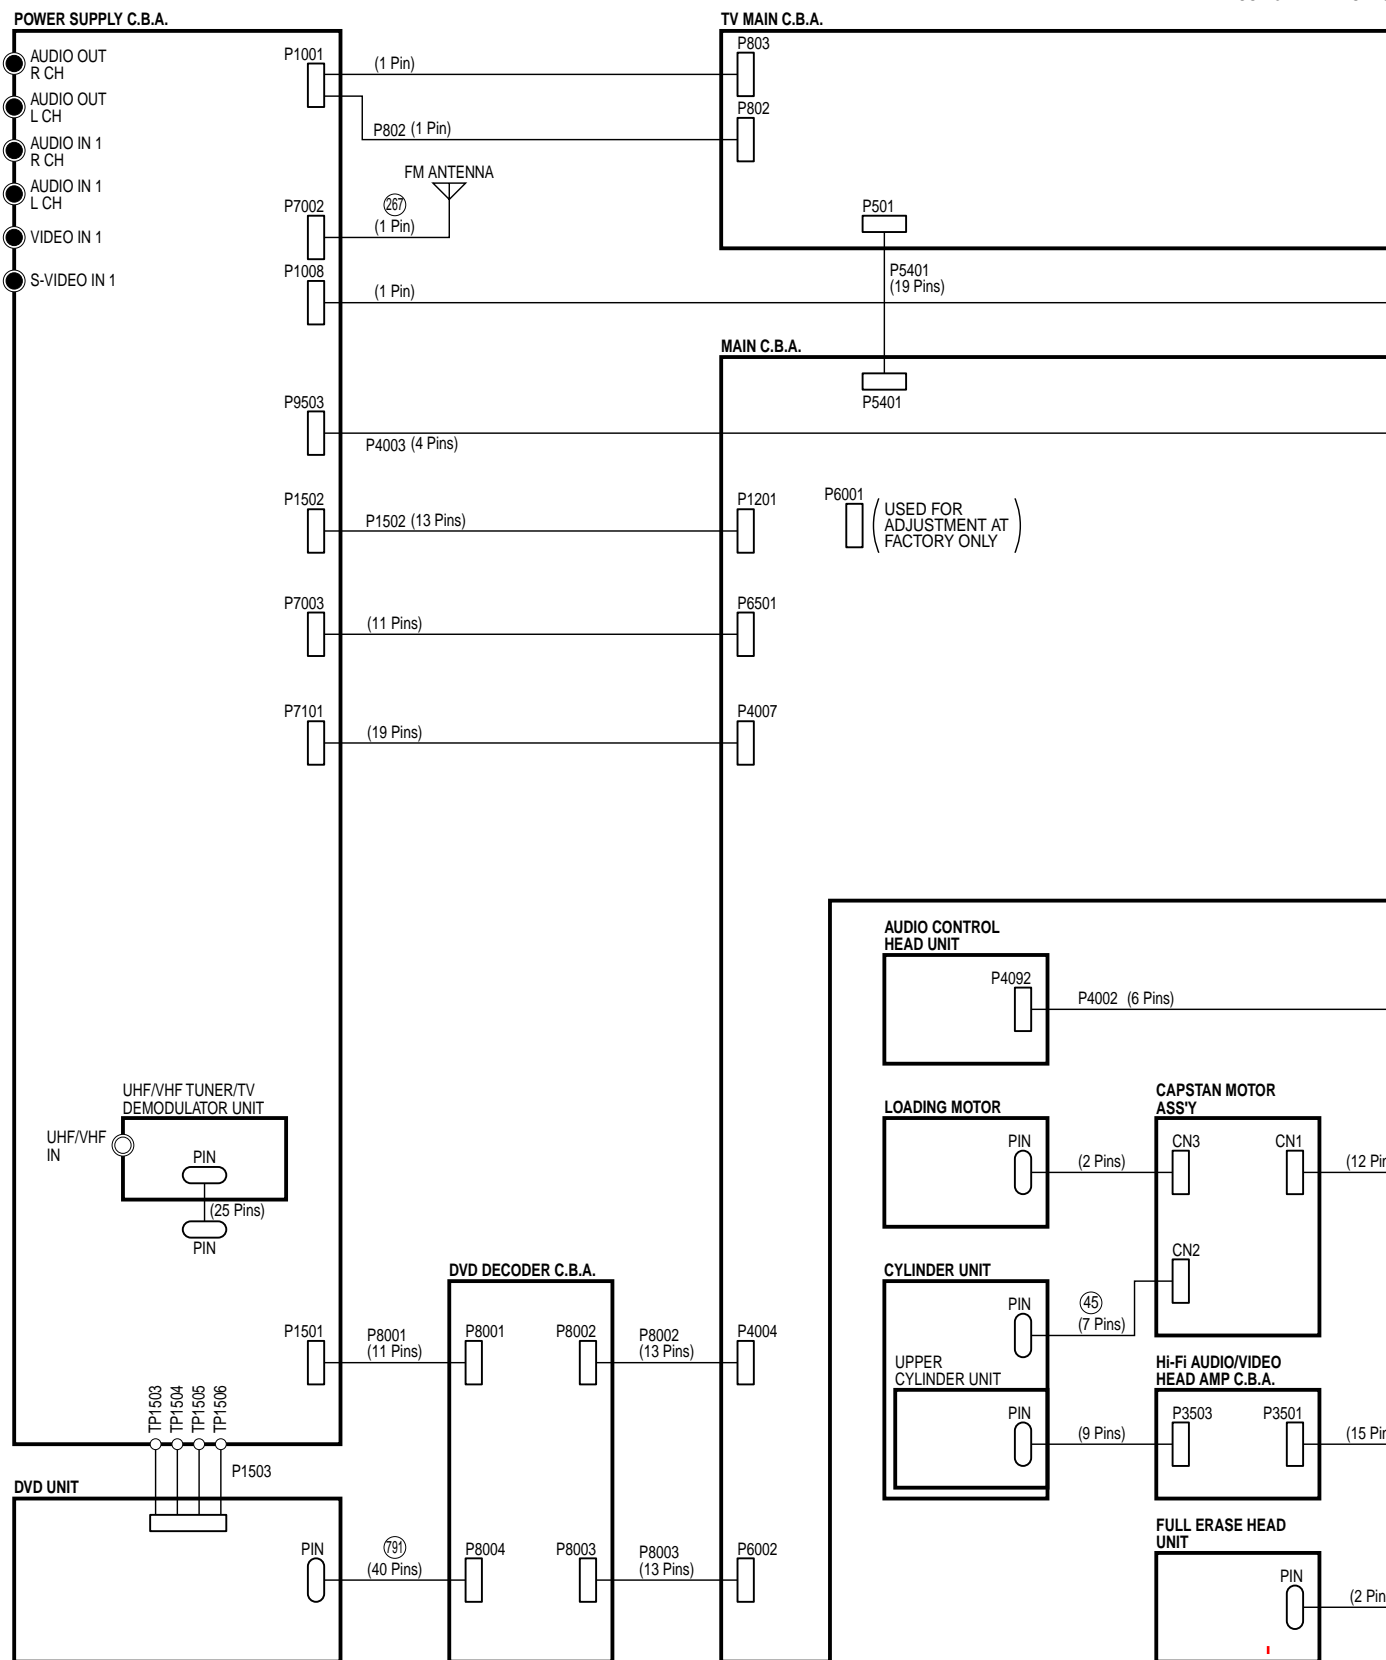 POWER SUPPLY C.B.A.
TV MAIN C.B.A.
AUDIO OUT
R CH
AUDIO OUT
L CH
AUDIO IN 1
R CH
AUDIO IN 1
L CH
VIDEO IN 1
S-VIDEO IN 1
P1001
(1 Pin)
P803
P802
P802 (1 Pin)
FM ANTENNA
P7002
267
(1 Pin)
P1008
(1 Pin)
P501
P5401
(19 Pins)
MAIN C.B.A.
P5401
P9503
P4003 (4 Pins)
P1502
P1502 (13 Pins)
P1201
P6001
USED FOR
ADJUSTMENT AT
FACTORY ONLY
P7003
(11 Pins)
P6501
P7101
(19 Pins)
P4007
AUDIO CONTROL
HEAD UNIT
P4092
P4002 (6 Pins)
UHF/VHF TUNER/TV
DEMODULATOR UNIT
UHF/VHF
IN
PIN
(25 Pins)
PIN
LOADING MOTOR
PIN
(2 Pins)
CAPSTAN MOTOR
ASS'Y
CN3
CN1
(12 Pin
CN2
CYLINDER UNIT
PIN
45
(7 Pins)
UPPER
CYLINDER UNIT
PIN
(9 Pins)
Hi-Fi AUDIO/VIDEO
HEAD AMP C.B.A.
P3503
P3501
(15 Pin
DVD DECODER C.B.A.
P1501
P8001
(11 Pins)
P8001
P8002
P8002
(13 Pins)
P4004
TP1503
TP1504
TP1505
TP1506
P1503
DVD UNIT
PIN
791
(40 Pins)
P8004
P8003
P8003
(13 Pins)
P6002
FULL ERASE HEAD
UNIT
PIN
(2 Pin